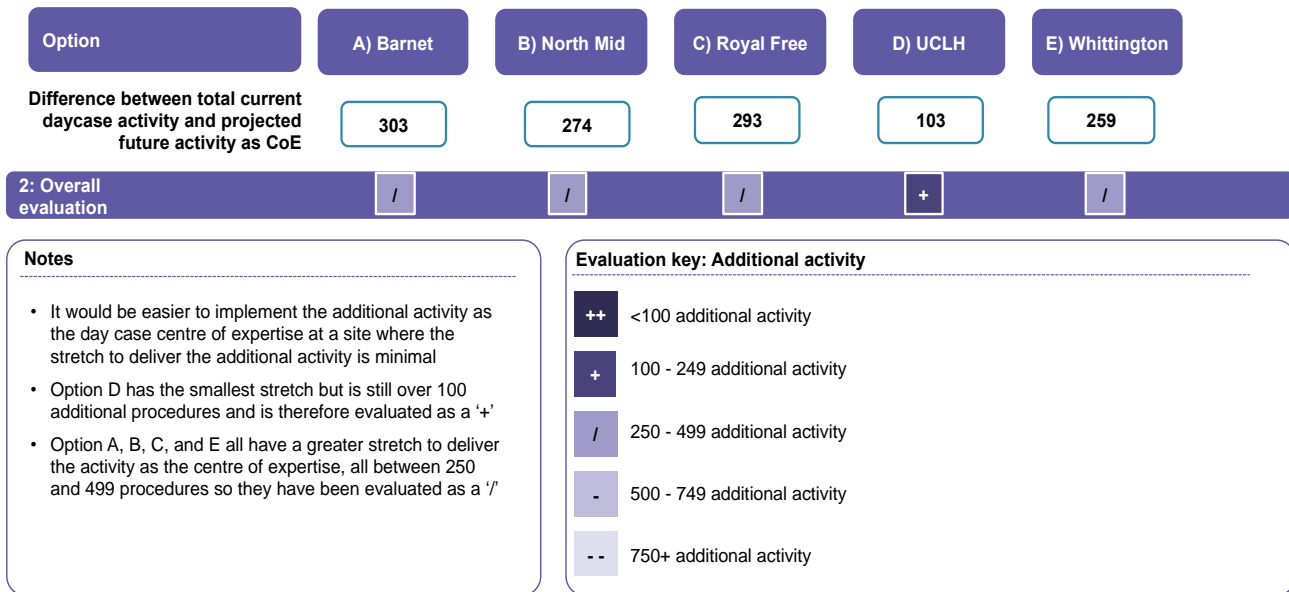 Option
A) Barnet
B) North Mid
C) Royal Free
D) UCLH
E) Whittington
Difference between total current
daycase activity and projected
future activity as CoE
303
274
293
103
259
2: Overall
evaluation
/
/
/
+
/
Notes
• It would be easier to implement the additional activity as
the day case centre of expertise at a site where the
stretch to deliver the additional activity is minimal
• Option D has the smallest stretch but is still over 100
additional procedures and is therefore evaluated as a ‘+’
• Option A, B, C, and E all have a greater stretch to deliver
the activity as the centre of expertise, all between 250
and 499 procedures so they have been evaluated as a ‘/’
Evaluation key: Additional activity
++ <100 additional activity
+ 100 - 249 additional activity
/ 250 - 499 additional activity
- 500 - 749 additional activity
- - 750+ additional activity